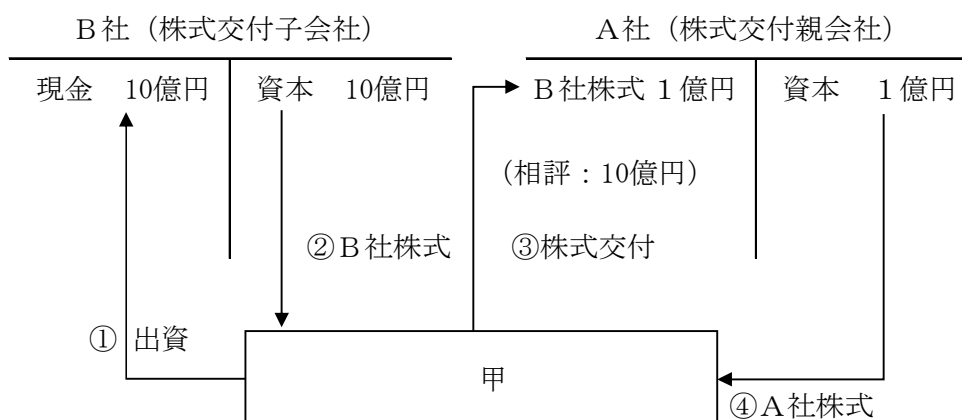 B社（株式交付子会社） A社（株式交付親会社）
現金 10億円 資本 10億円 B社株式 1億円 資本 1億円
（相評：10億円）
②B社株式 ③株式交付
① 出資
甲
④A社株式